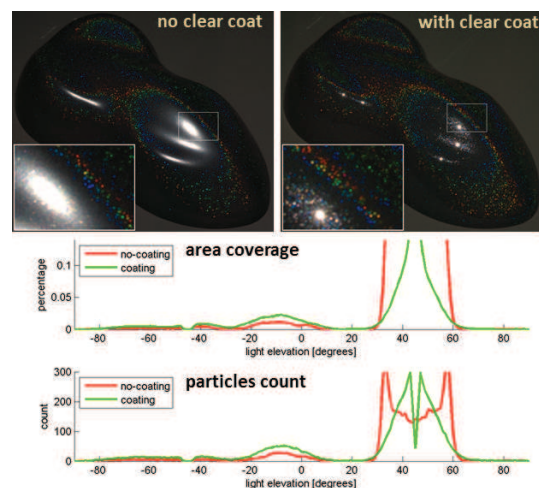 no clear coat
with clear coat
area coverage
no-coating
coating
percentage
0.1
0.05
0
-80 -60 -40 -20 0 20 40 60 80
light elevation [degrees]
particles count
no-coating
coating
count
300
200
100
0
-80 -60 -40 -20 0 20 40 60 80
light elevation [degrees]